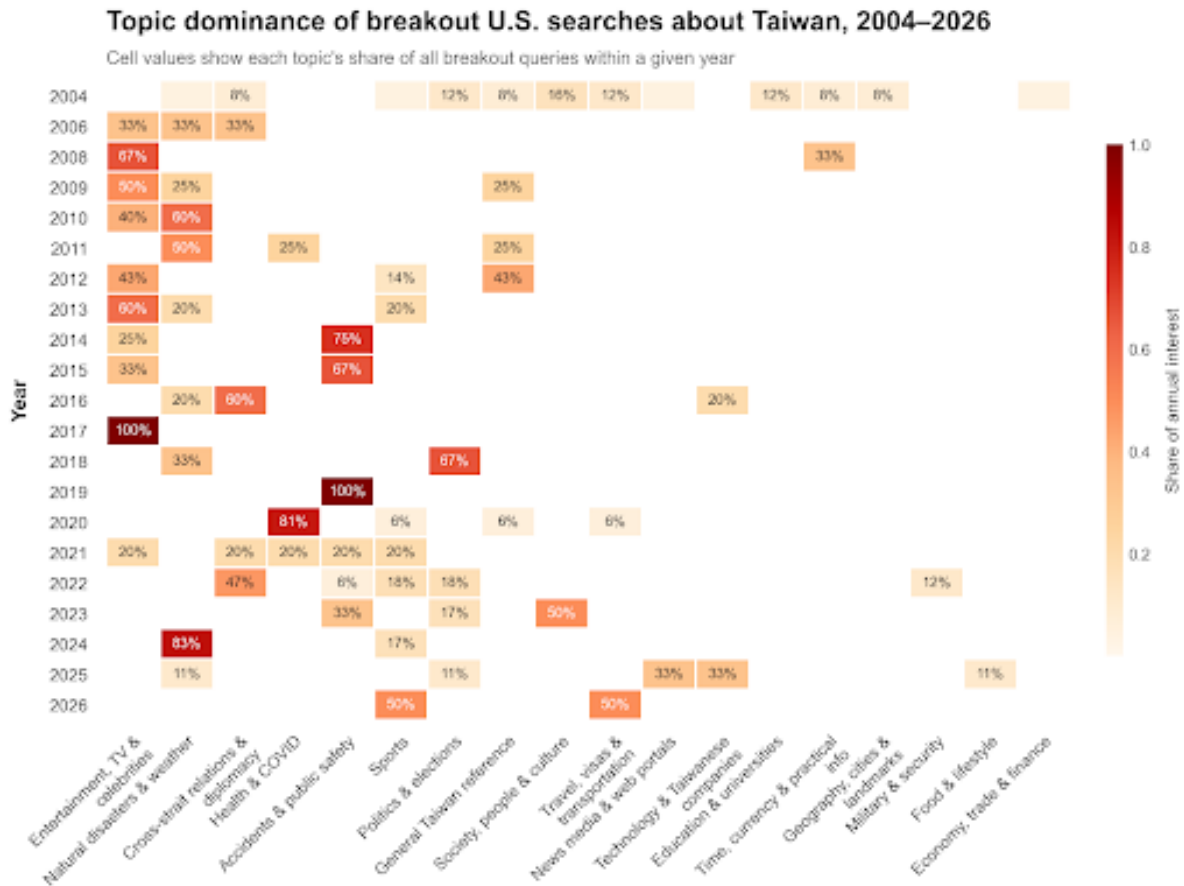 Topic dominance of breakout U.S. searches about Taiwan, 2004–2026
Cell values show each topic's share of all breakout queries within a given year
2004 8% 12% 8% 16% 12% 12% 8% 8%
2006 33% 33% 33%
2008 67% 33%
2009 50% 25% 25%
2010 40% 60%
2011 50% 25% 25%
2012 43% 14% 43%
2013 60% 20% 20%
2014 25% 75%
2015 33% 67%
2016 20% 60% 20%
2017 100%
2018 33% 67%
2019 100%
2020 81% 6% 6% 6%
2021 20% 20% 20% 20% 20%
2022 47% 6% 18% 18% 12%
2023 33% 17% 50%
2024 83% 17%
2025 11% 11% 33% 33% 11%
2026 50% 50%
Year
Entertainment, TV &
celebrities
Natural disasters & weather
Cross-strait relations &
diplomacy
Health & COVID
Accidents & public safety
Sports
Politics & elections
General Taiwan reference
Society, people & culture
Travel, visas &
transportation
News media & web portals
Technology & Taiwanese
companies
Education & universities
Time, currency & practical
info
Geography, cities &
landmarks
Military & security
Food & lifestyle
Economy, trade & finance
1.0
0.8
0.6
0.4
0.2
Share of annual interest